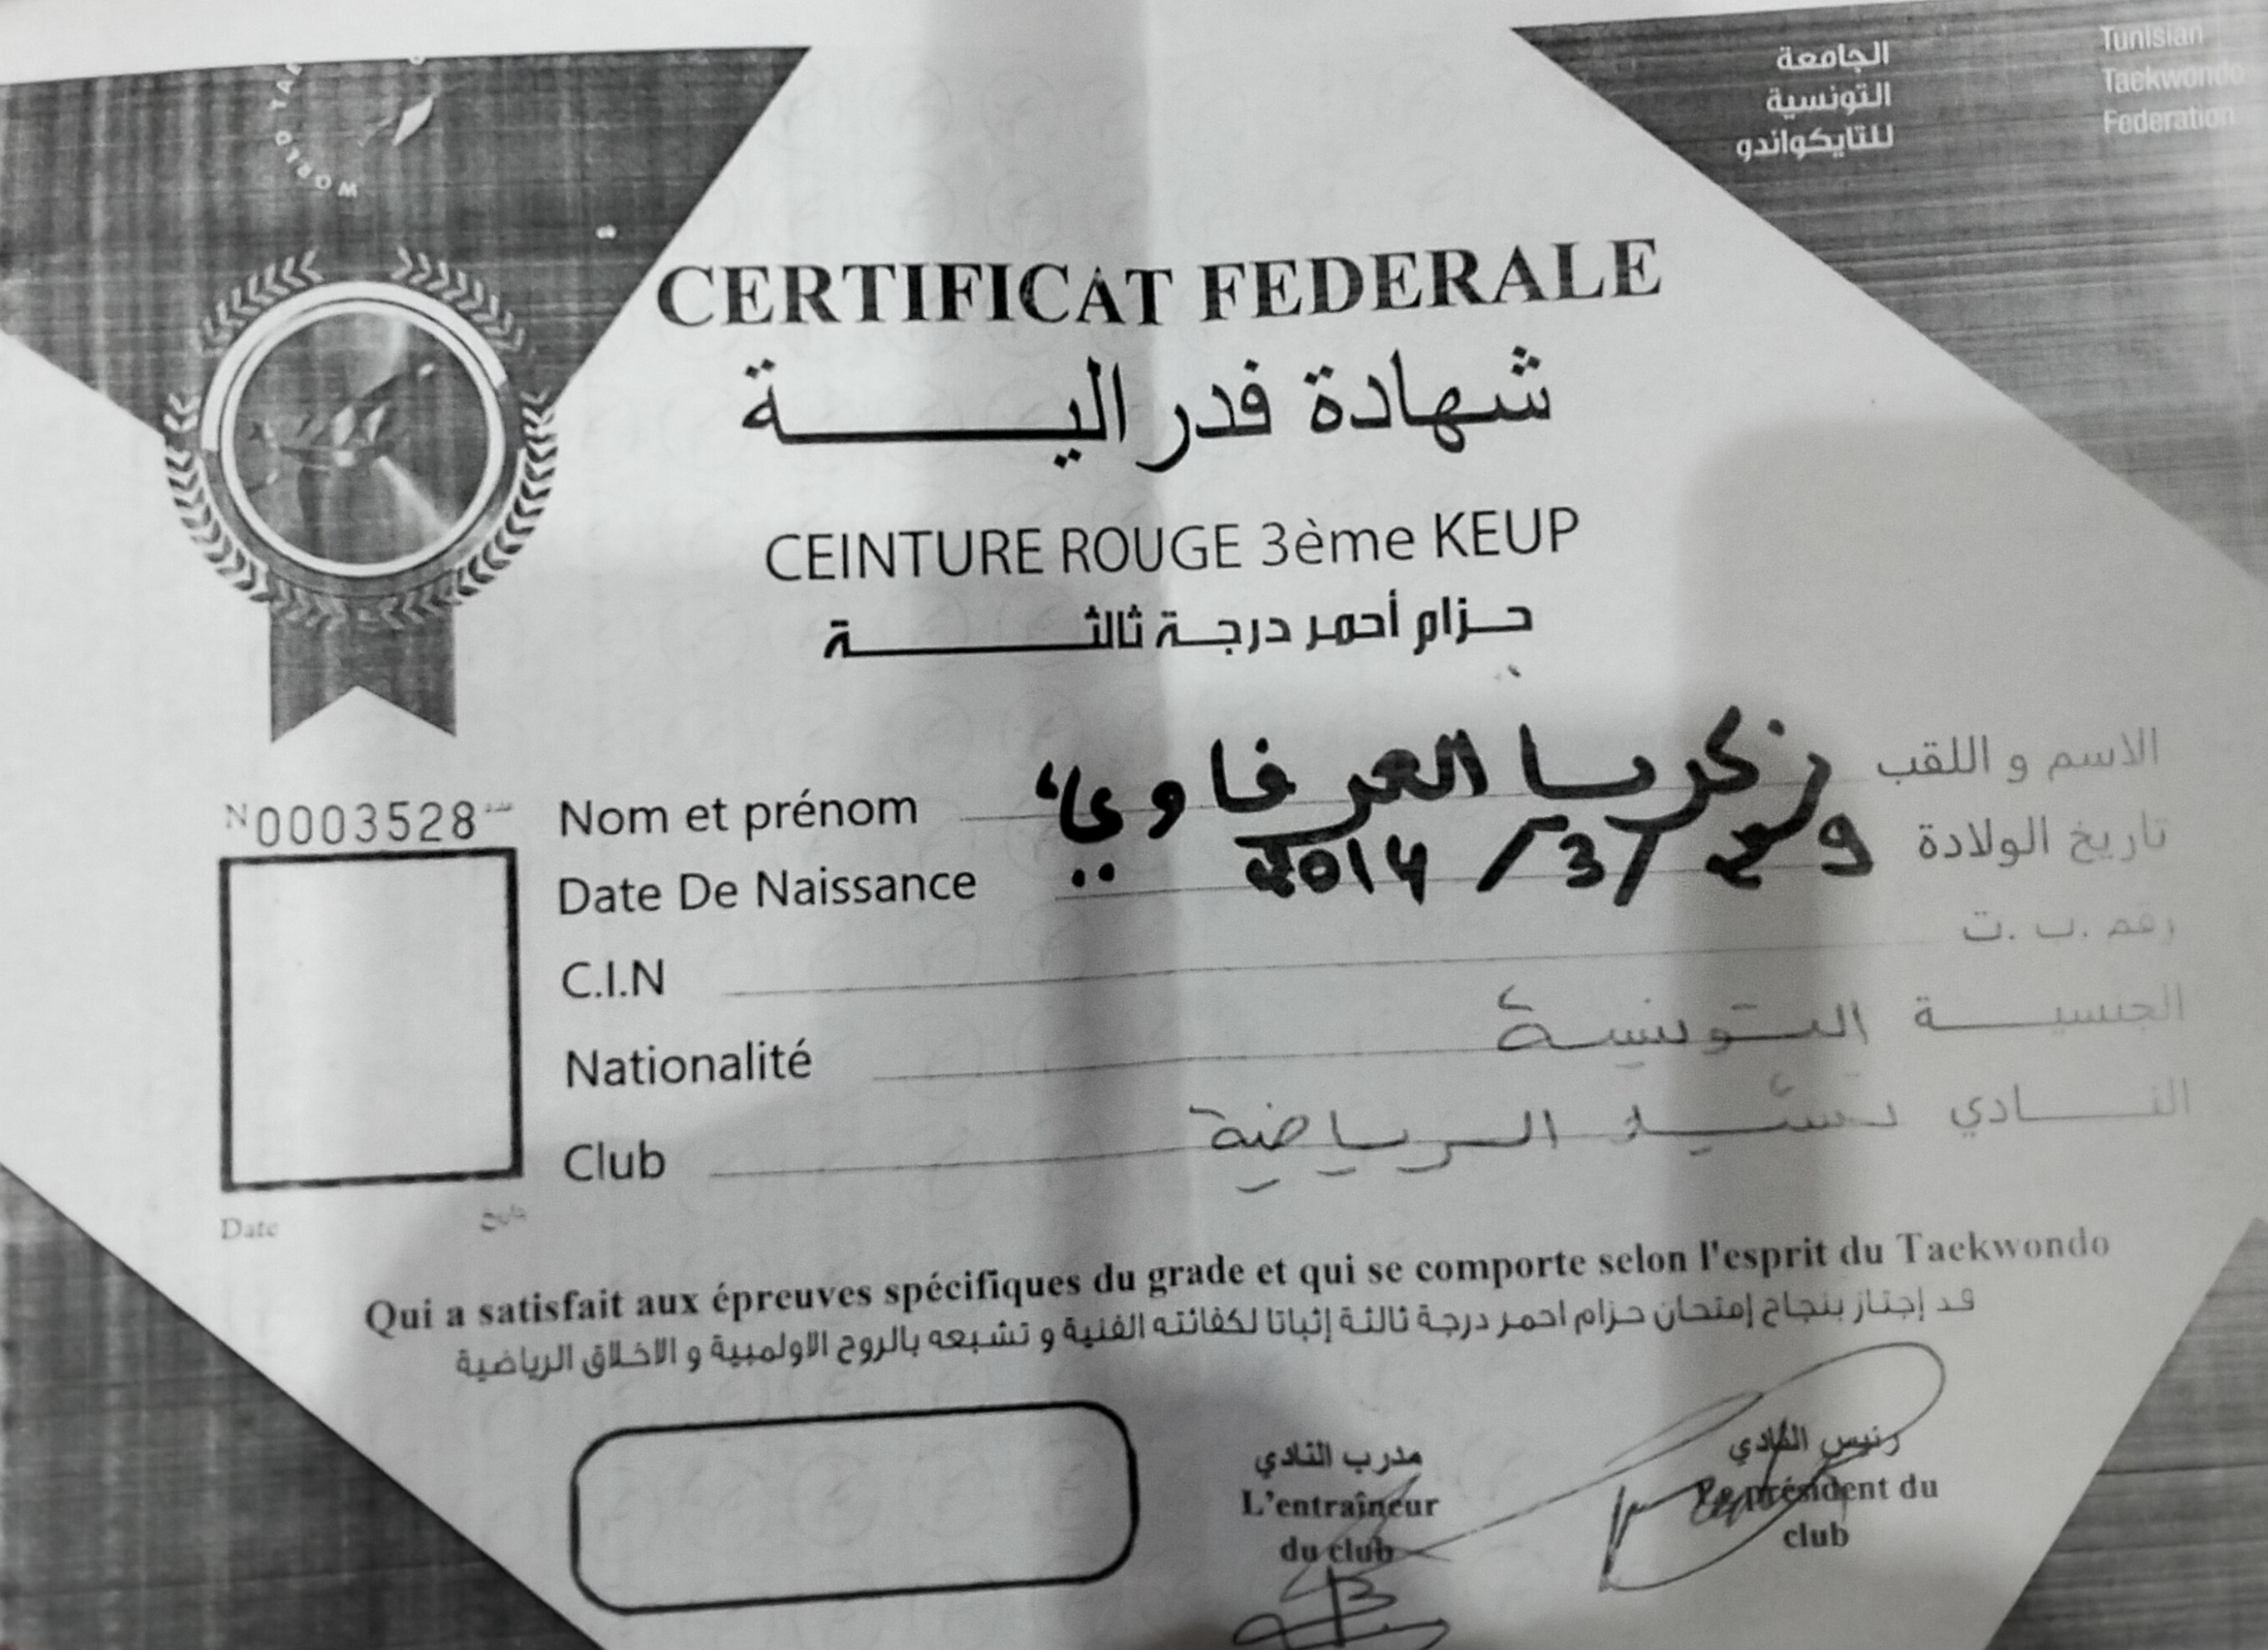 WORLD TAE
الجامعة
التونسية
للتايكواندو
Tunisian
Taekwondo
Federation
CERTIFICAT FEDERALE
شهادة فدرالية
CEINTURE ROUGE 3ème KEUP
حزام أحمر درجة ثالثة
N0003528
Nom et prénom زكريا العرفاوي الاسم و اللقب
Date De Naissance 29/3/2014 تاريخ الولادة
C.I.N رقم ب.ت.
Nationalité التونسية الجنسية
Club الرياضية النادي
Date تاريخ
Qui a satisfait aux épreuves spécifiques du grade et qui se comporte selon l'esprit du Taekwondo
قد إجتاز بنجاح إمتحان حزام احمر درجة ثالثة إثباتا لكفائته الفنية و تشبعه بالروح الاولمبية و الاخلاق الرياضية
مدرب النادي
L'entraîneur
du club
رئيس النادي
Le président du
club